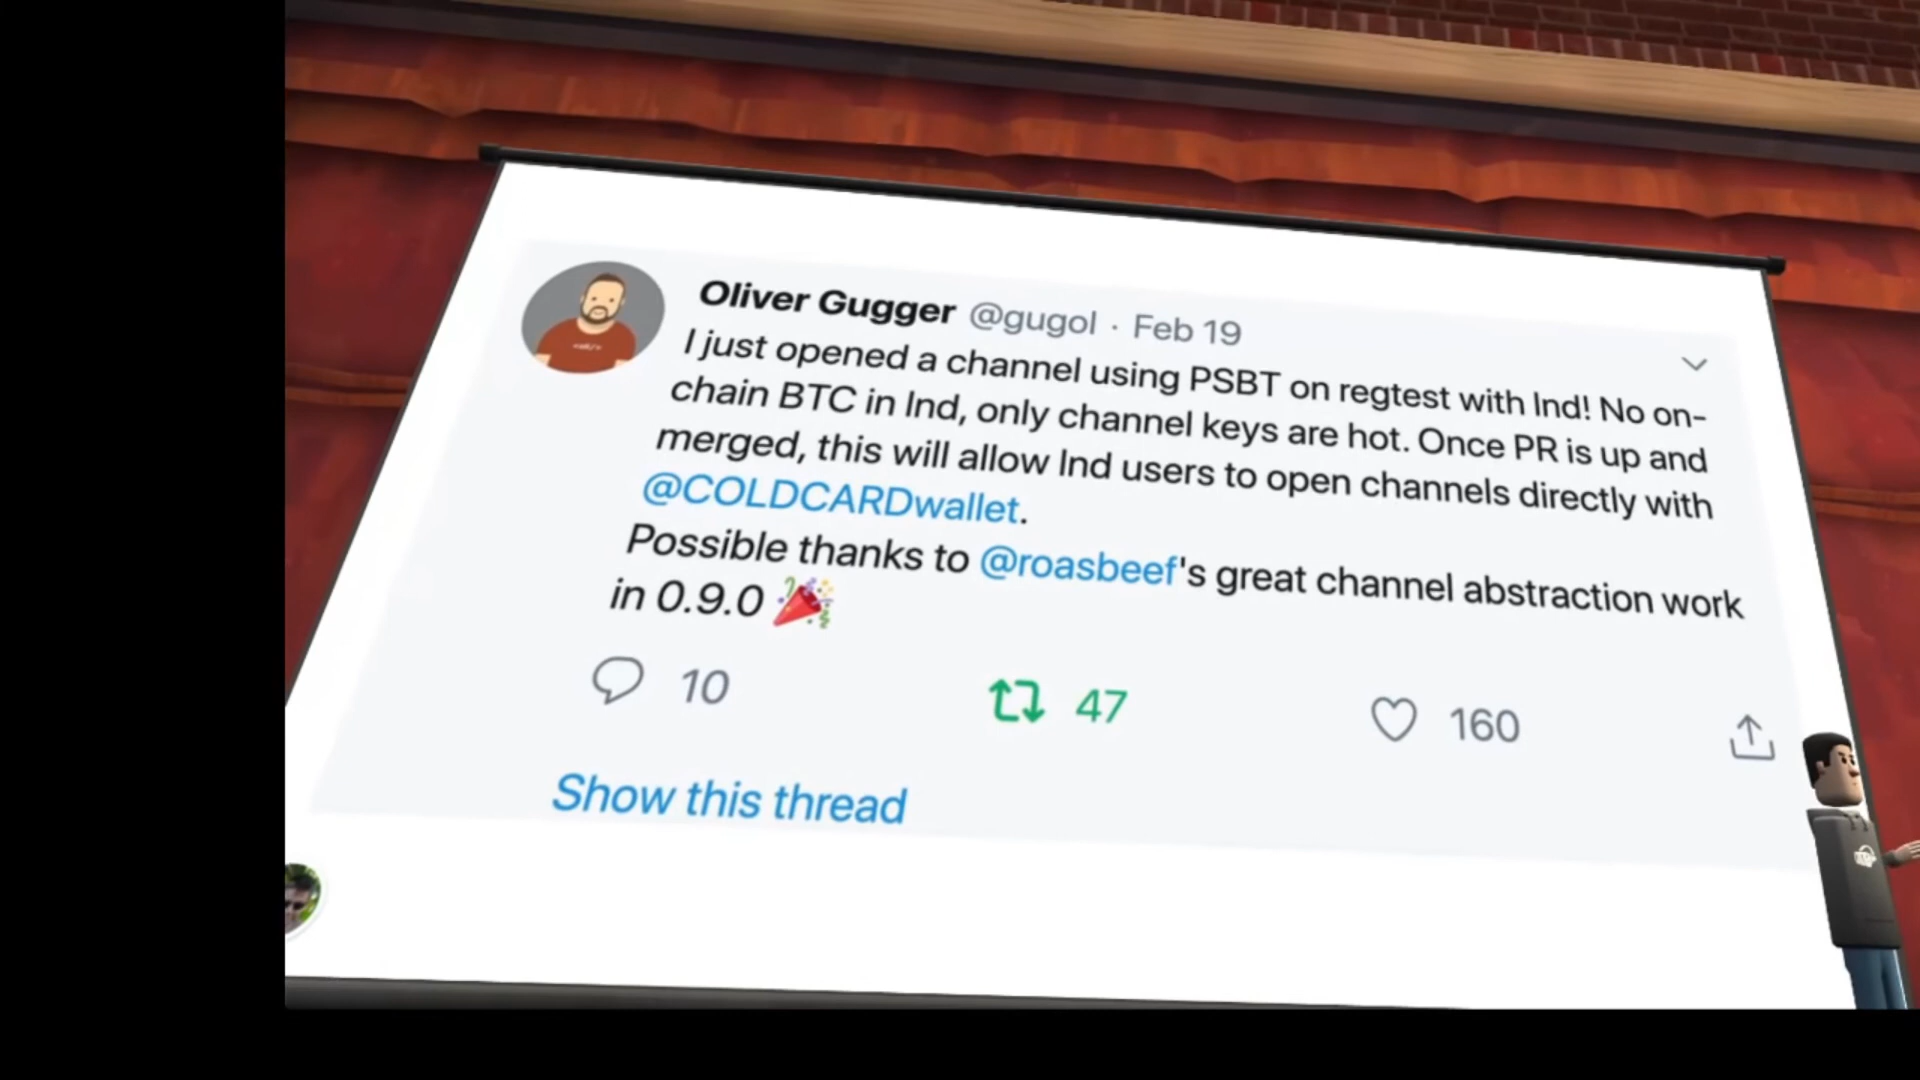 Oliver Gugger @gugol · Feb 19
I just opened a channel using PSBT on regtest with lnd! No on-
chain BTC in lnd, only channel keys are hot. Once PR is up and
merged, this will allow lnd users to open channels directly with
@COLDCARDwallet.
Possible thanks to @roasbeef's great channel abstraction work
in 0.9.0 🎉
10 47 160
Show this thread